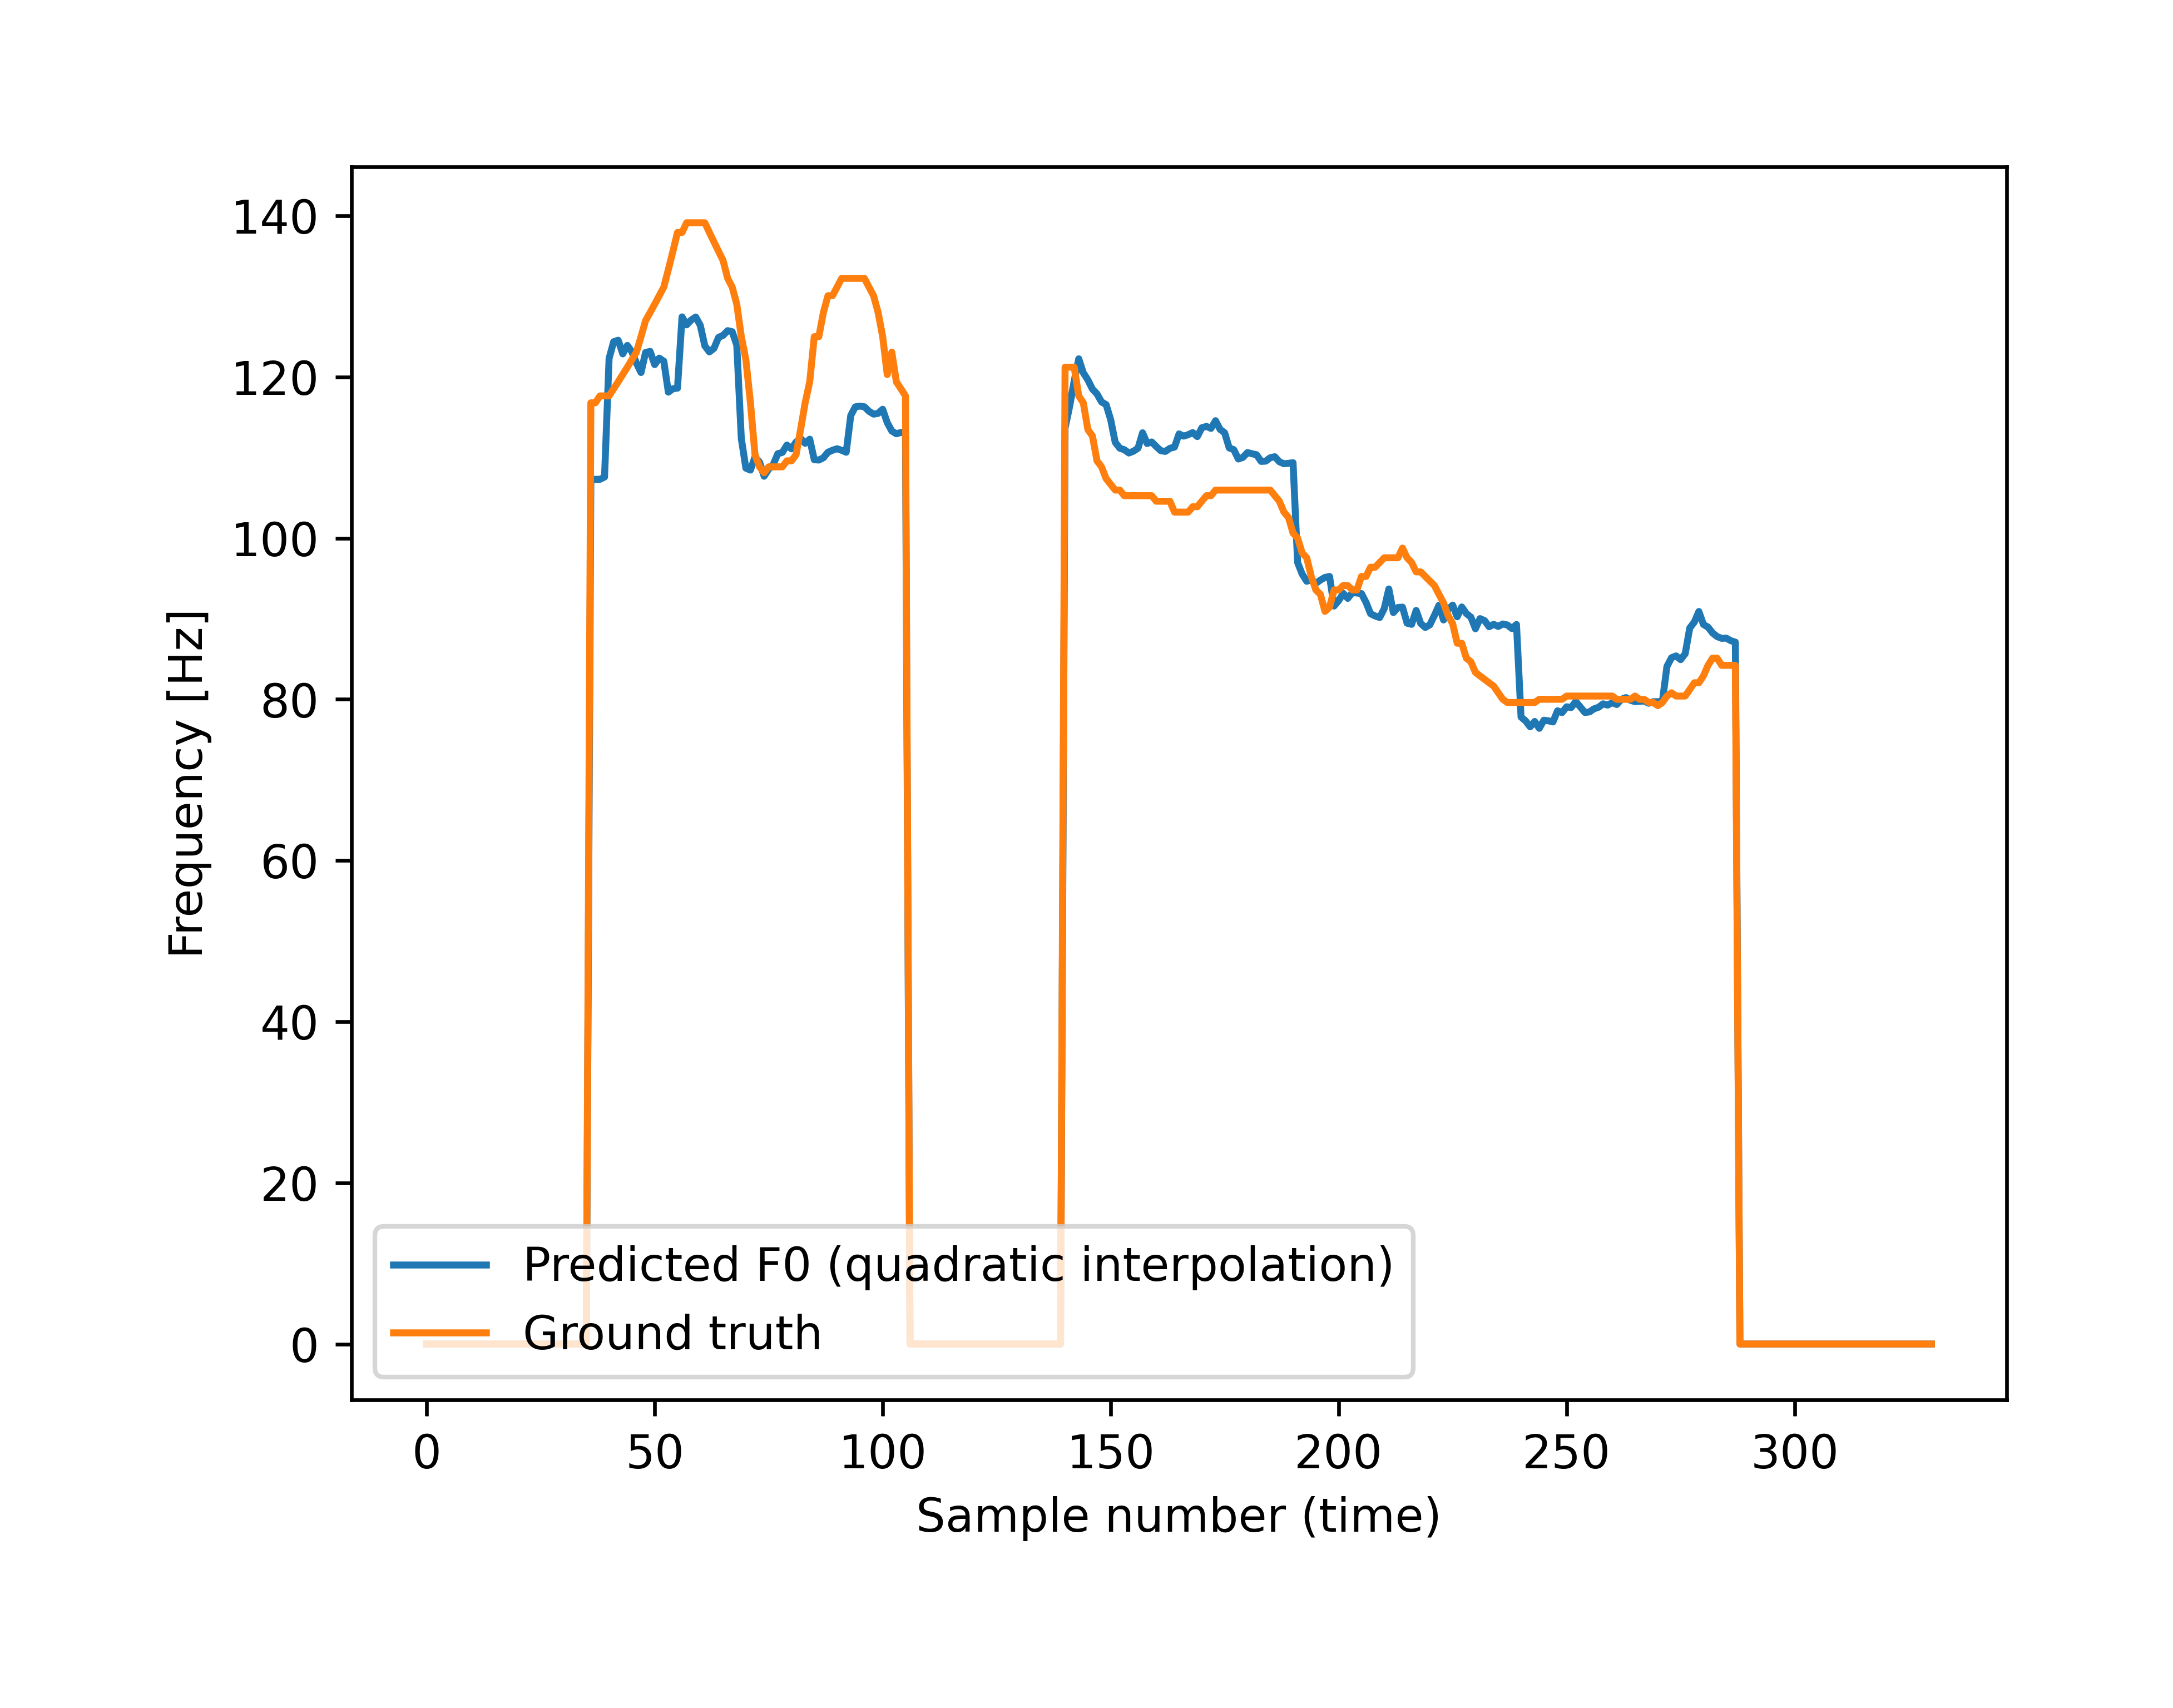 140
120
100
80
60
40
20
0
Frequency [Hz]
Predicted F0 (quadratic interpolation)
Ground truth
0 50 100 150 200 250 300
Sample number (time)